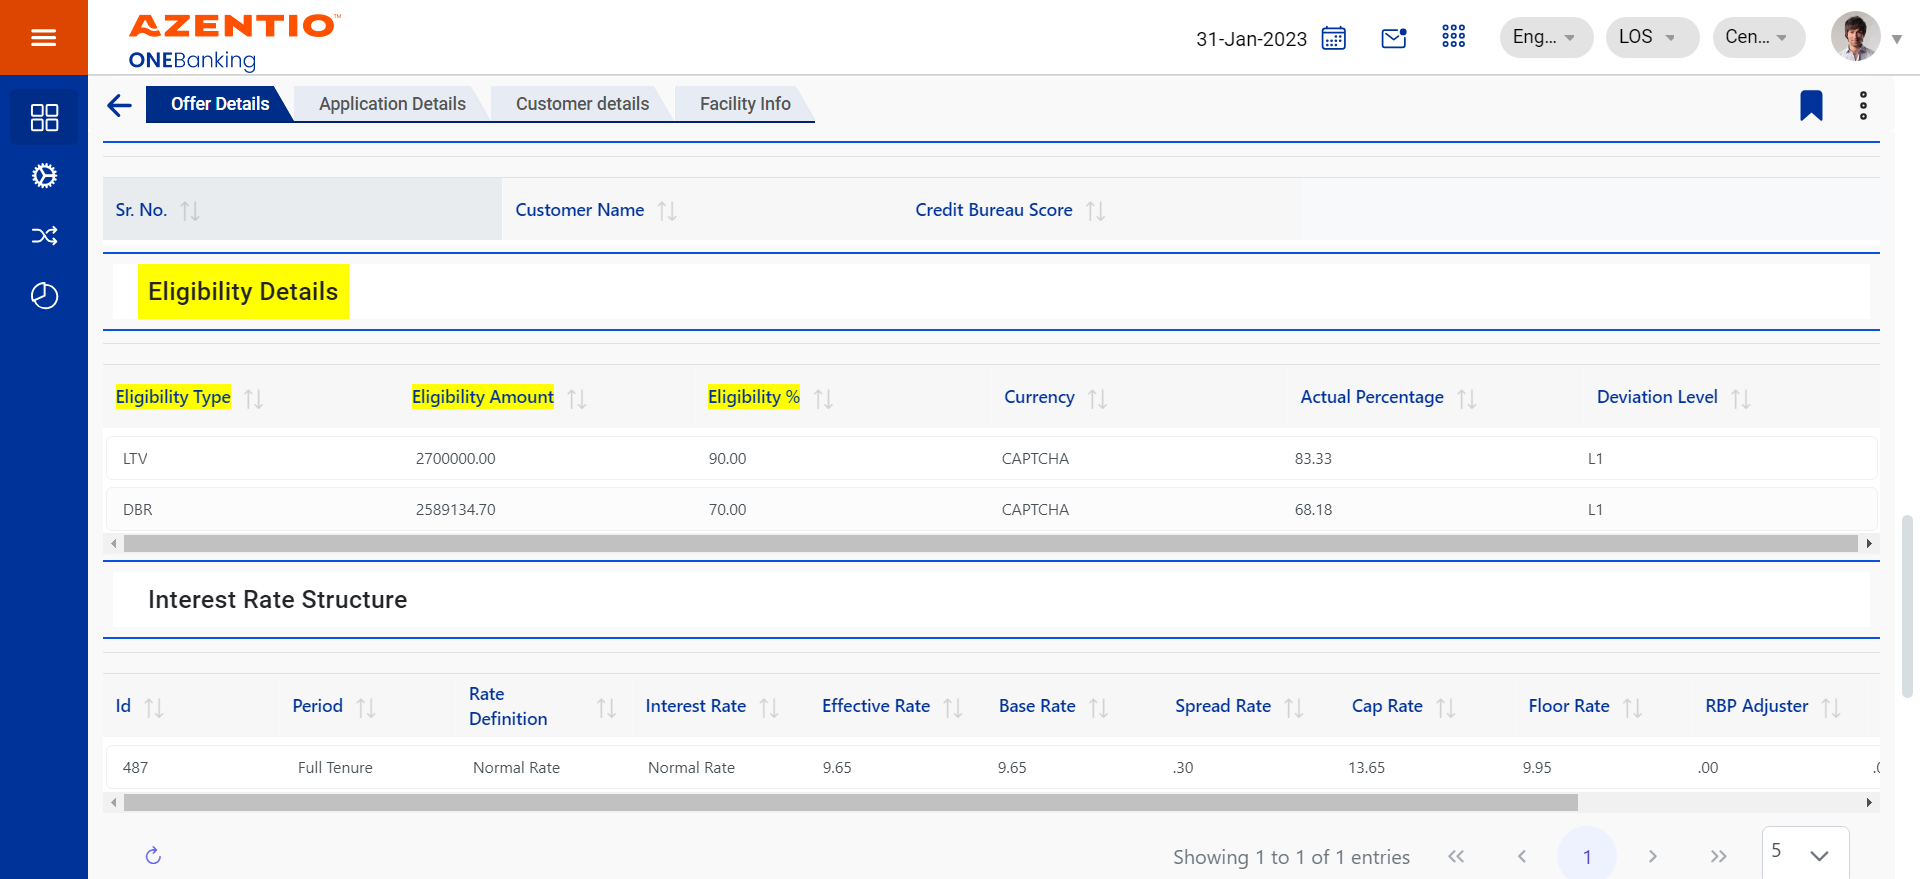 AZENTIO™
ONEBanking
31-Jan-2023
Eng...
LOS
Cen...
Offer Details
Application Details
Customer details
Facility Info
Sr. No.
Customer Name
Credit Bureau Score
Eligibility Details
Eligibility Type
Eligibility Amount
Eligibility %
Currency
Actual Percentage
Deviation Level
LTV
2700000.00
90.00
CAPTCHA
83.33
L1
DBR
2589134.70
70.00
CAPTCHA
68.18
L1
Interest Rate Structure
Id
Period
Rate
Definition
Interest Rate
Effective Rate
Base Rate
Spread Rate
Cap Rate
Floor Rate
RBP Adjuster
487
Full Tenure
Normal Rate
Normal Rate
9.65
9.65
.30
13.65
9.95
.00
Showing 1 to 1 of 1 entries
1
5